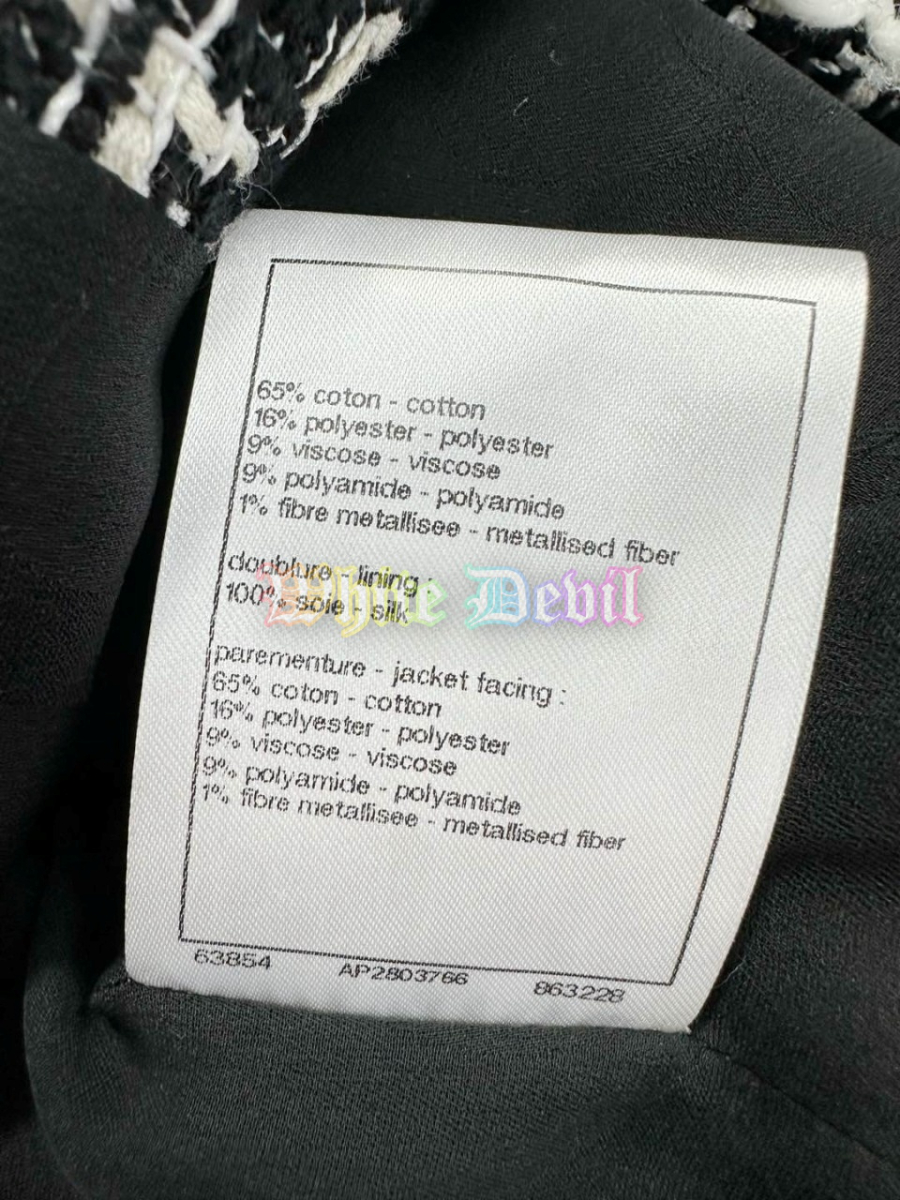 65% coton - cotton
16% polyester - polyester
9% viscose - viscose
9% polyamide - polyamide
1% fibre metallisee - metallised fiber
doublure - lining :
100% soie - silk
White Devil
parementure - jacket facing :
65% coton - cotton
16% polyester - polyester
9% viscose - viscose
9% polyamide - polyamide
1% fibre metallisee - metallised fiber
63854 AP2803766 863228